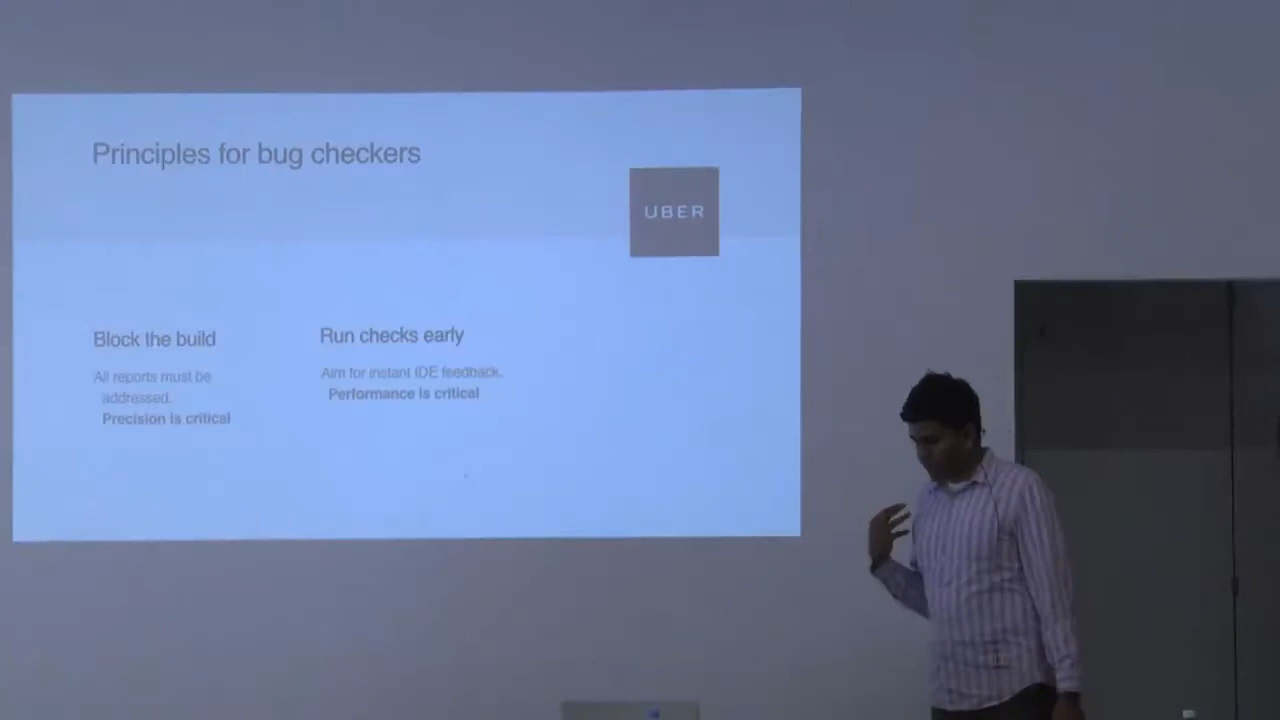 Principles for bug checkers
UBER
Block the build
All reports must be
addressed.
Precision is critical
Run checks early
Aim for instant IDE feedback.
Performance is critical